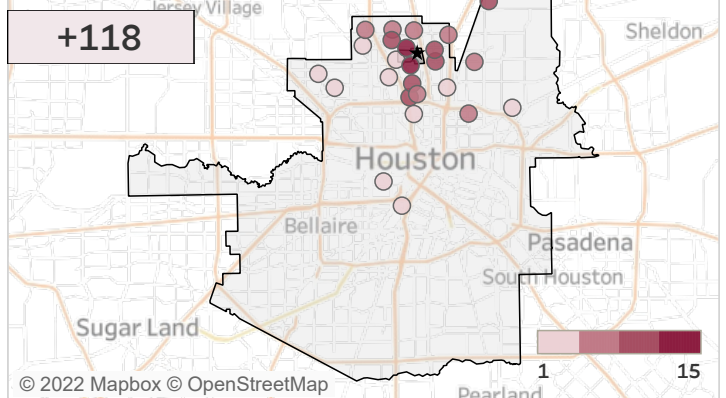 Jersey Village
+118
Sheldon
Houston
Bellaire
Pasadena
South Houston
Sugar Land
1
15
© 2022 Mapbox © OpenStreetMap
Pearland